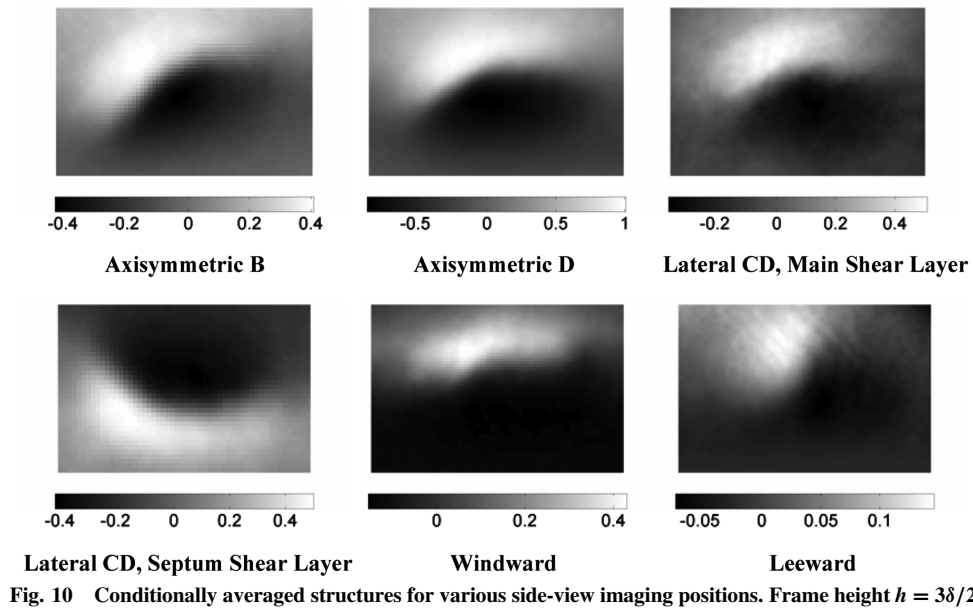 -0.4 -0.2 0 0.2 0.4
-0.5 0 0.5 1
-0.2 0 0.2 0.4
Axisymmetric B
Axisymmetric D
Lateral CD, Main Shear Layer
-0.4 -0.2 0 0.2 0.4
0 0.2 0.4
-0.05 0 0.05 0.1
Lateral CD, Septum Shear Layer
Windward
Leeward
Fig. 10 Conditionally averaged structures for various side-view imaging positions. Frame height h = 3δ/2